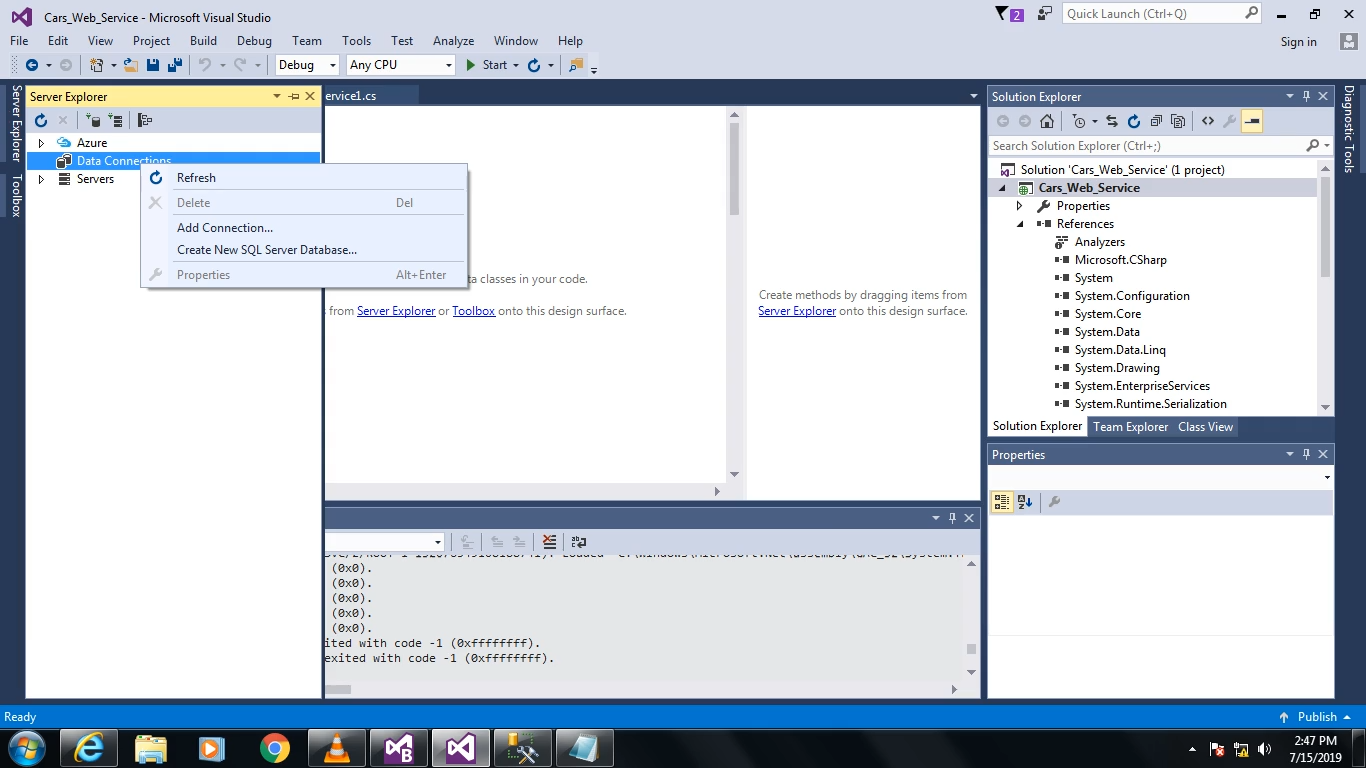 Cars_Web_Service - Microsoft Visual Studio
2
Quick Launch (Ctrl+Q)
File Edit View Project Build Debug Team Tools Test Analyze Window Help
Sign in
Debug Any CPU Start
Server Explorer
Toolbox
Server Explorer
Azure
Data Connections
Servers
Refresh
Delete Del
Add Connection...
Create New SQL Server Database...
Properties Alt+Enter
ervice1.cs
ta classes in your code.
from Server Explorer or Toolbox onto this design surface.
Create methods by dragging items from
Server Explorer onto this design surface.
(0x0).
(0x0).
(0x0).
(0x0).
(0x0).
ited with code -1 (0xffffffff).
exited with code -1 (0xffffffff).
Solution Explorer
Search Solution Explorer (Ctrl+;)
Solution 'Cars_Web_Service' (1 project)
Cars_Web_Service
Properties
References
Analyzers
Microsoft.CSharp
System
System.Configuration
System.Core
System.Data
System.Data.Linq
System.Drawing
System.EnterpriseServices
System.Runtime.Serialization
Solution Explorer Team Explorer Class View
Properties
Diagnostic Tools
Ready
Publish
2:47 PM
7/15/2019